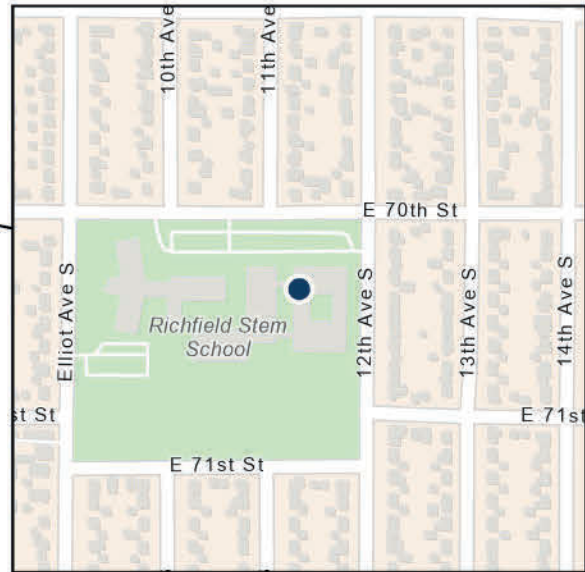 10th Ave
11th Ave
E 70th St
Elliot Ave S
Richfield Stem
School
12th Ave S
13th Ave S
14th Ave S
st St
E 71st
E 71st St